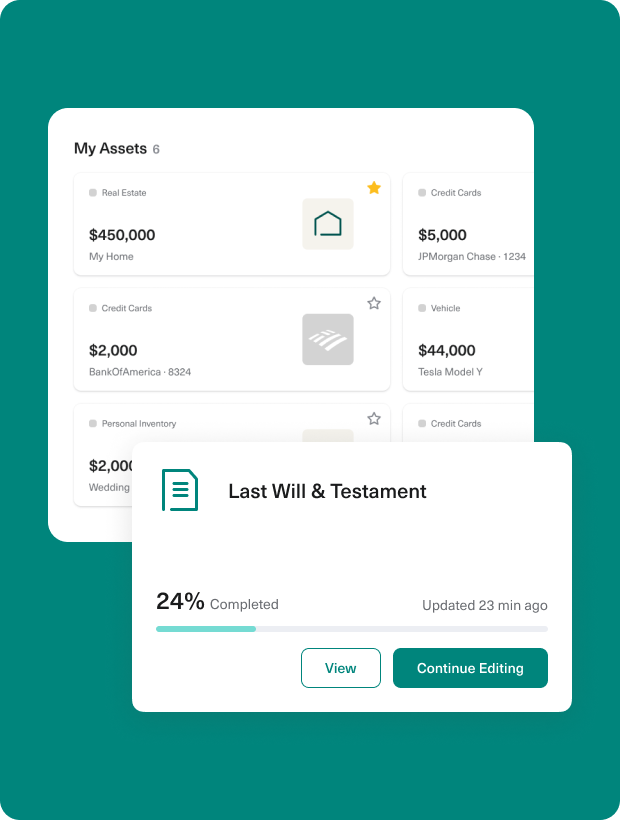 My Assets 6
Real Estate
$450,000
My Home
Credit Cards
$5,000
JPMorgan Chase · 1234
Credit Cards
$2,000
BankOfAmerica · 8324
Vehicle
$44,000
Tesla Model Y
Personal Inventory
$2,000
Wedding
Credit Cards
Last Will & Testament
24% Completed
Updated 23 min ago
View
Continue Editing